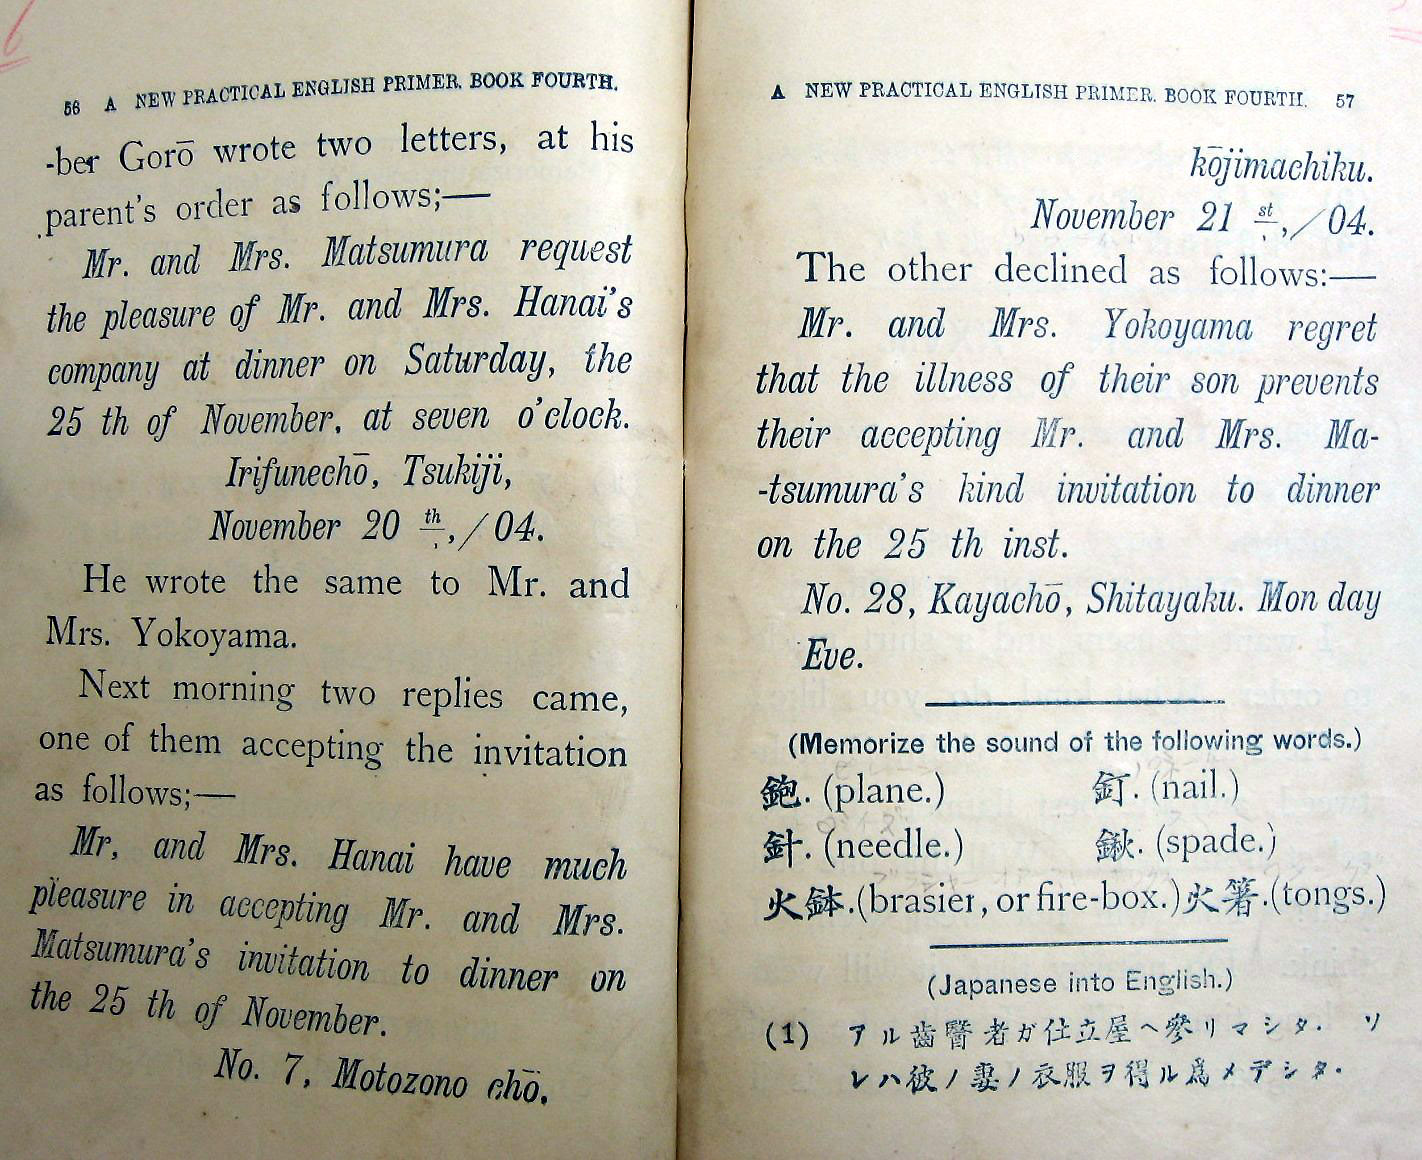 56 A NEW PRACTICAL ENGLISH PRIMER. BOOK FOURTH.
-ber Gorō wrote two letters, at his
parent's order as follows;—
Mr. and Mrs. Matsumura request
the pleasure of Mr. and Mrs. Hanai's
company at dinner on Saturday, the
25 th of November, at seven o'clock.
Irifunechō, Tsukiji,
November 20 th, /04.
He wrote the same to Mr. and
Mrs. Yokoyama.
Next morning two replies came,
one of them accepting the invitation
as follows;—
Mr, and Mrs. Hanai have much
pleasure in accepting Mr. and Mrs.
Matsumura's invitation to dinner on
the 25 th of November.
No. 7, Motozono chō.
A NEW PRACTICAL ENGLISH PRIMER. BOOK FOURTH. 57
kōjimachiku.
November 21 st, /04.
The other declined as follows:—
Mr. and Mrs. Yokoyama regret
that the illness of their son prevents
their accepting Mr. and Mrs. Ma-
-tsumura's kind invitation to dinner
on the 25 th inst.
No. 28, Kayachō, Shitayaku. Mon day
Eve.
(Memorize the sound of the following words.)
鉋. (plane.) 釘. (nail.)
針. (needle.) 鍬. (spade.)
火鉢.(brasier, or fire-box.) 火箸.(tongs.)
(Japanese into English.)
(1) アル齒醫者ガ仕立屋ヘ參リマシタ. ソ
レハ彼ノ妻ノ衣服ヲ得ル爲メデシタ.